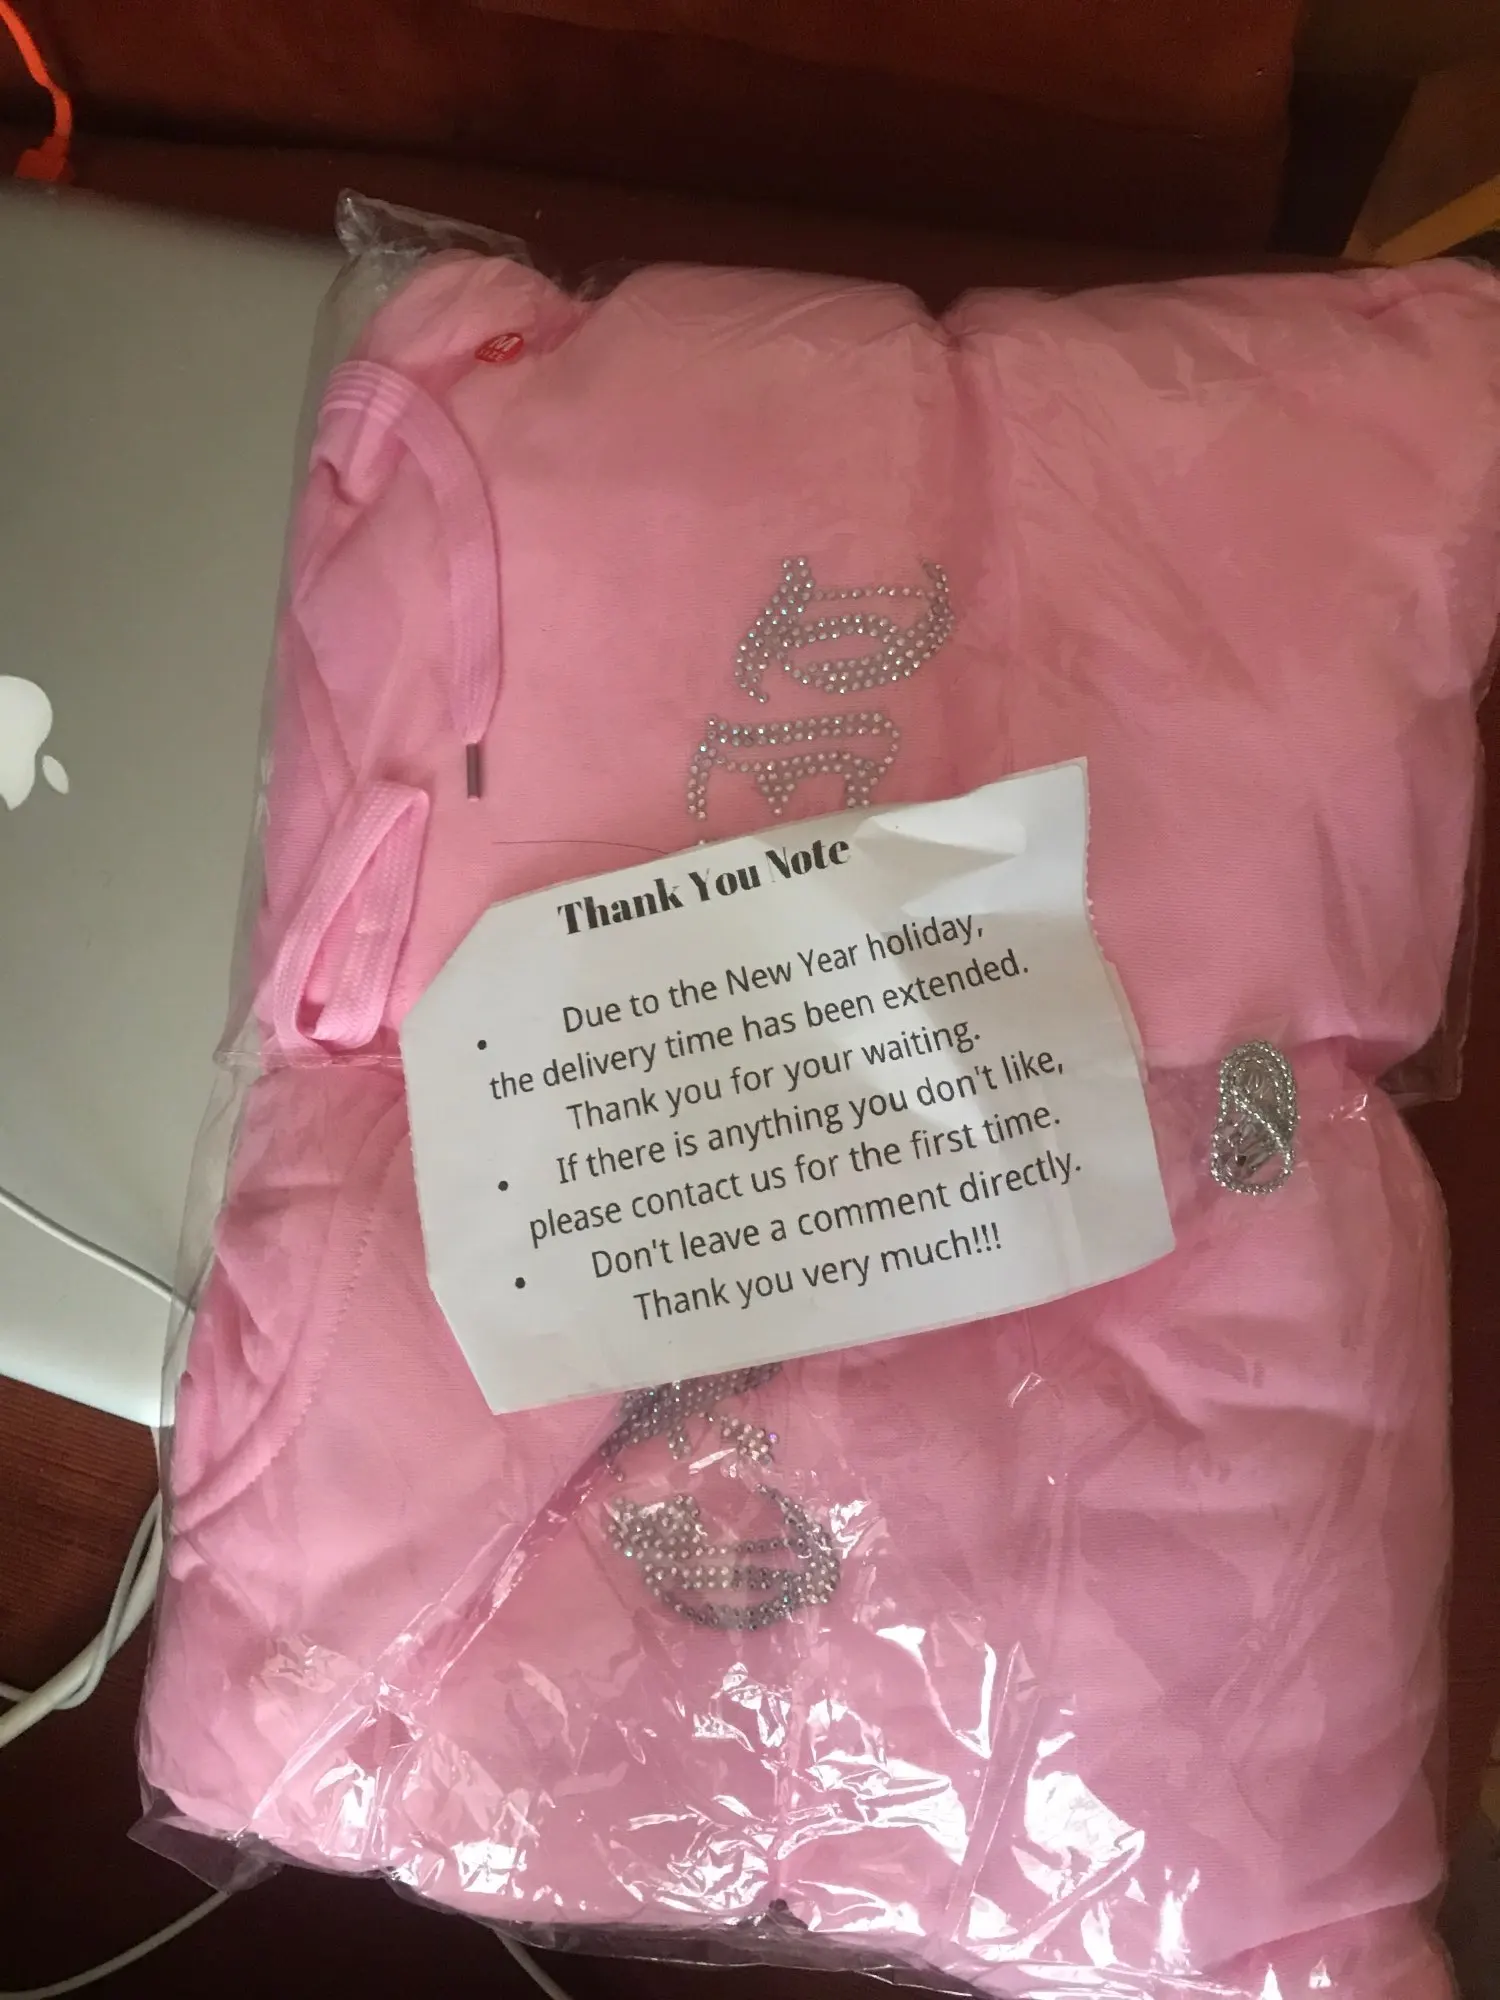 M
SIZE
Thank You Note
• Due to the New Year holiday,
the delivery time has been extended.
Thank you for your waiting.
• If there is anything you don't like,
please contact us for the first time.
• Don't leave a comment directly.
Thank you very much!!!